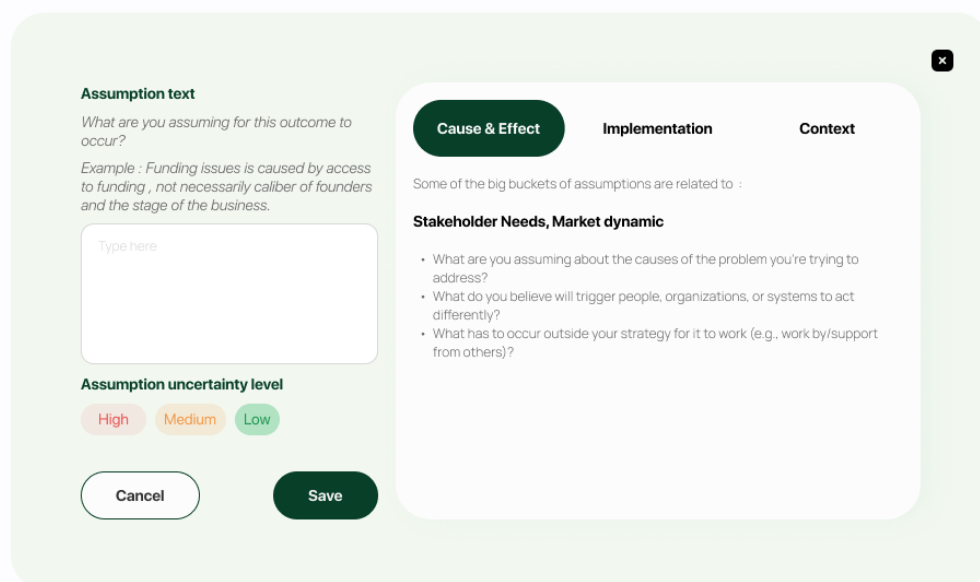 Assumption text
What are you assuming for this outcome to
occur?
Example : Funding issues is caused by access
to funding , not necessarily caliber of founders
and the stage of the business.
Type here
Assumption uncertainty level
High Medium Low
Cancel Save
×
Cause & Effect Implementation Context
Some of the big buckets of assumptions are related to :
Stakeholder Needs, Market dynamic
• What are you assuming about the causes of the problem you're trying to
address?
• What do you believe will trigger people, organizations, or systems to act
differently?
• What has to occur outside your strategy for it to work (e.g., work by/support
from others)?